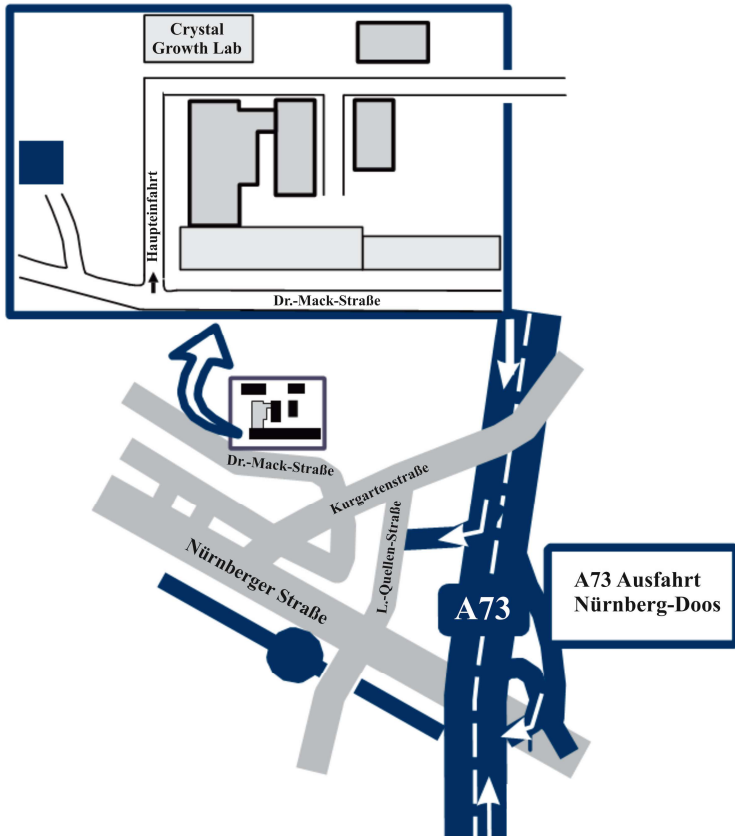 Crystal
Growth Lab
Haupteinfahrt
Dr.-Mack-Straße
Dr.-Mack-Straße
Kurgartenstraße
L.-Quellen-Straße
Nürnberger Straße
A73
A73 Ausfahrt
Nürnberg-Doos